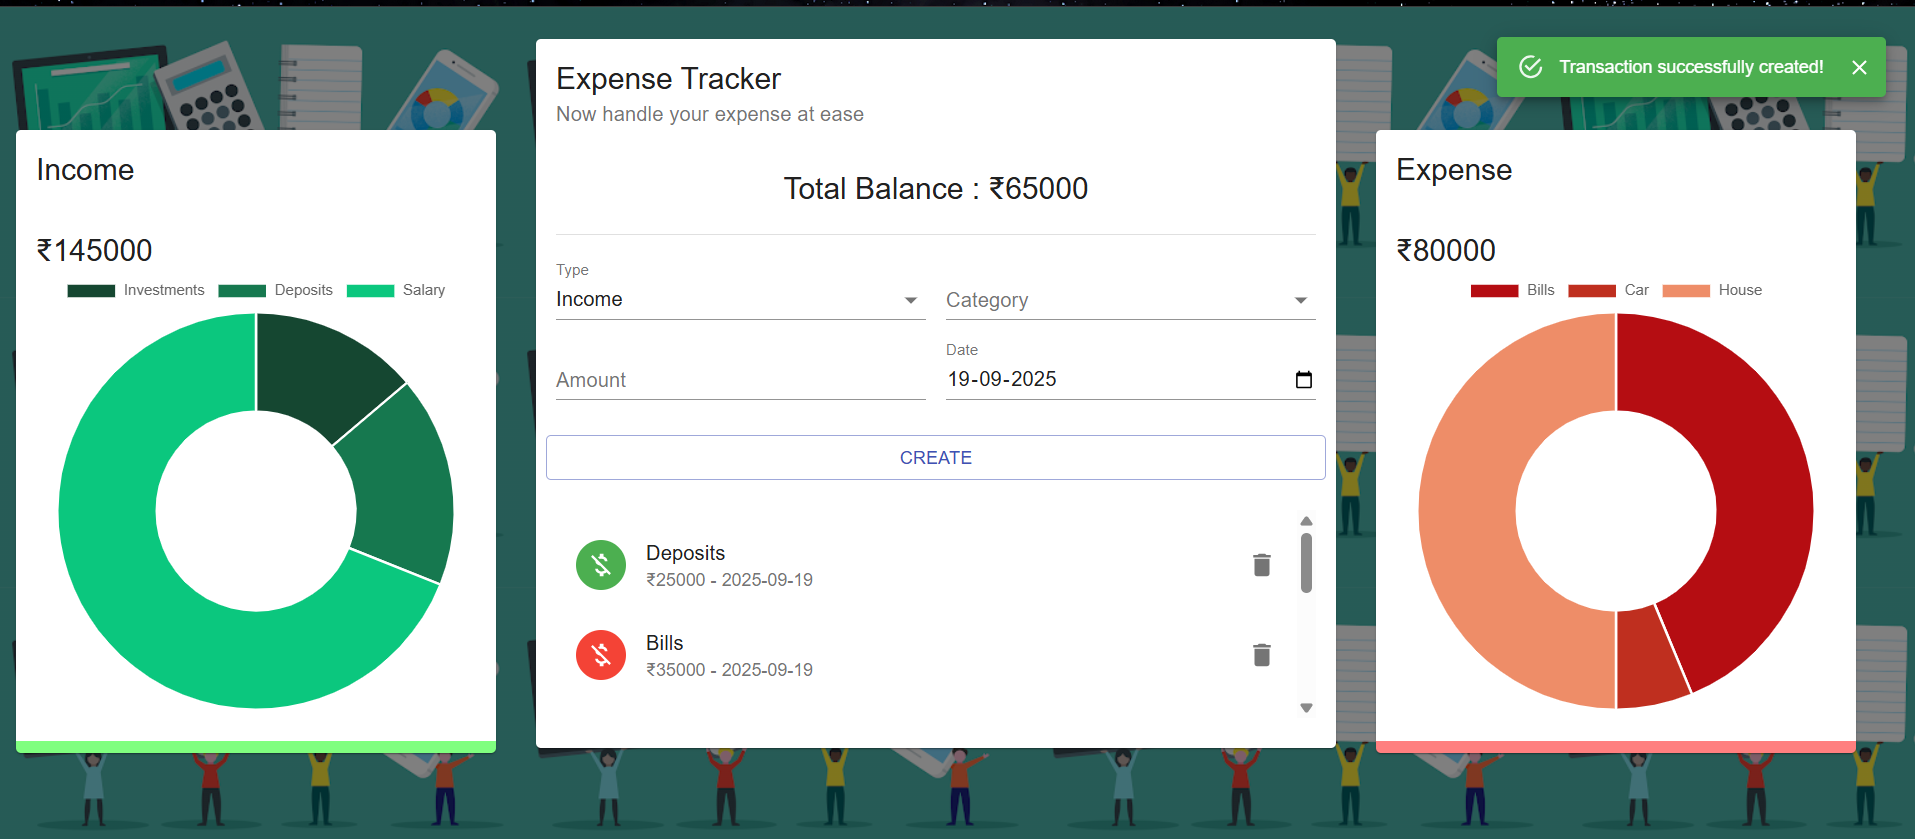 Transaction successfully created!
Expense Tracker
Now handle your expense at ease
Total Balance : ₹65000
Income
₹145000
Investments Deposits Salary
Type
Income
Category
Amount
Date
19-09-2025
CREATE
Deposits
₹25000 - 2025-09-19
Bills
₹35000 - 2025-09-19
Expense
₹80000
Bills Car House